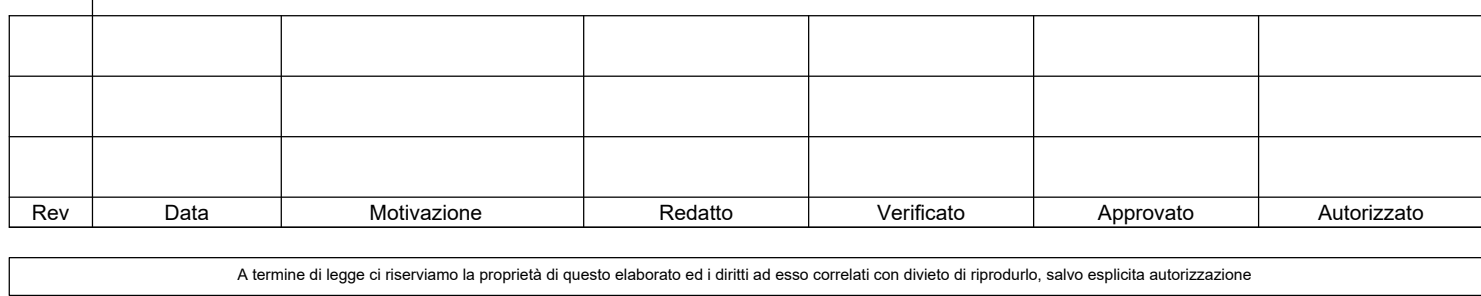 Rev Data Motivazione Redatto Verificato Approvato Autorizzato
A termine di legge ci riserviamo la proprietà di questo elaborato ed i diritti ad esso correlati con divieto di riprodurlo, salvo esplicita autorizzazione